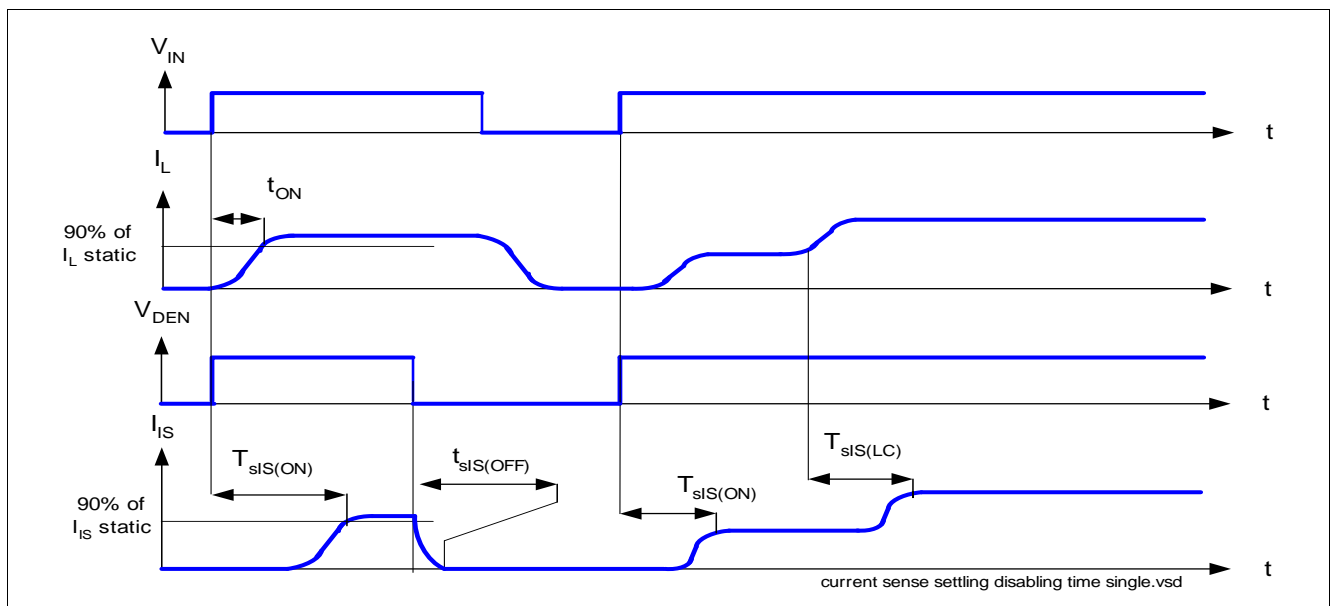 V_IN
t
I_L
t_ON
90% of
I_L static
t
V_DEN
t
I_IS
T_sIS(ON)
t_sIS(OFF)
T_sIS(ON)
T_sIS(LC)
90% of
I_IS static
t
current sense settling disabling time single.vsd